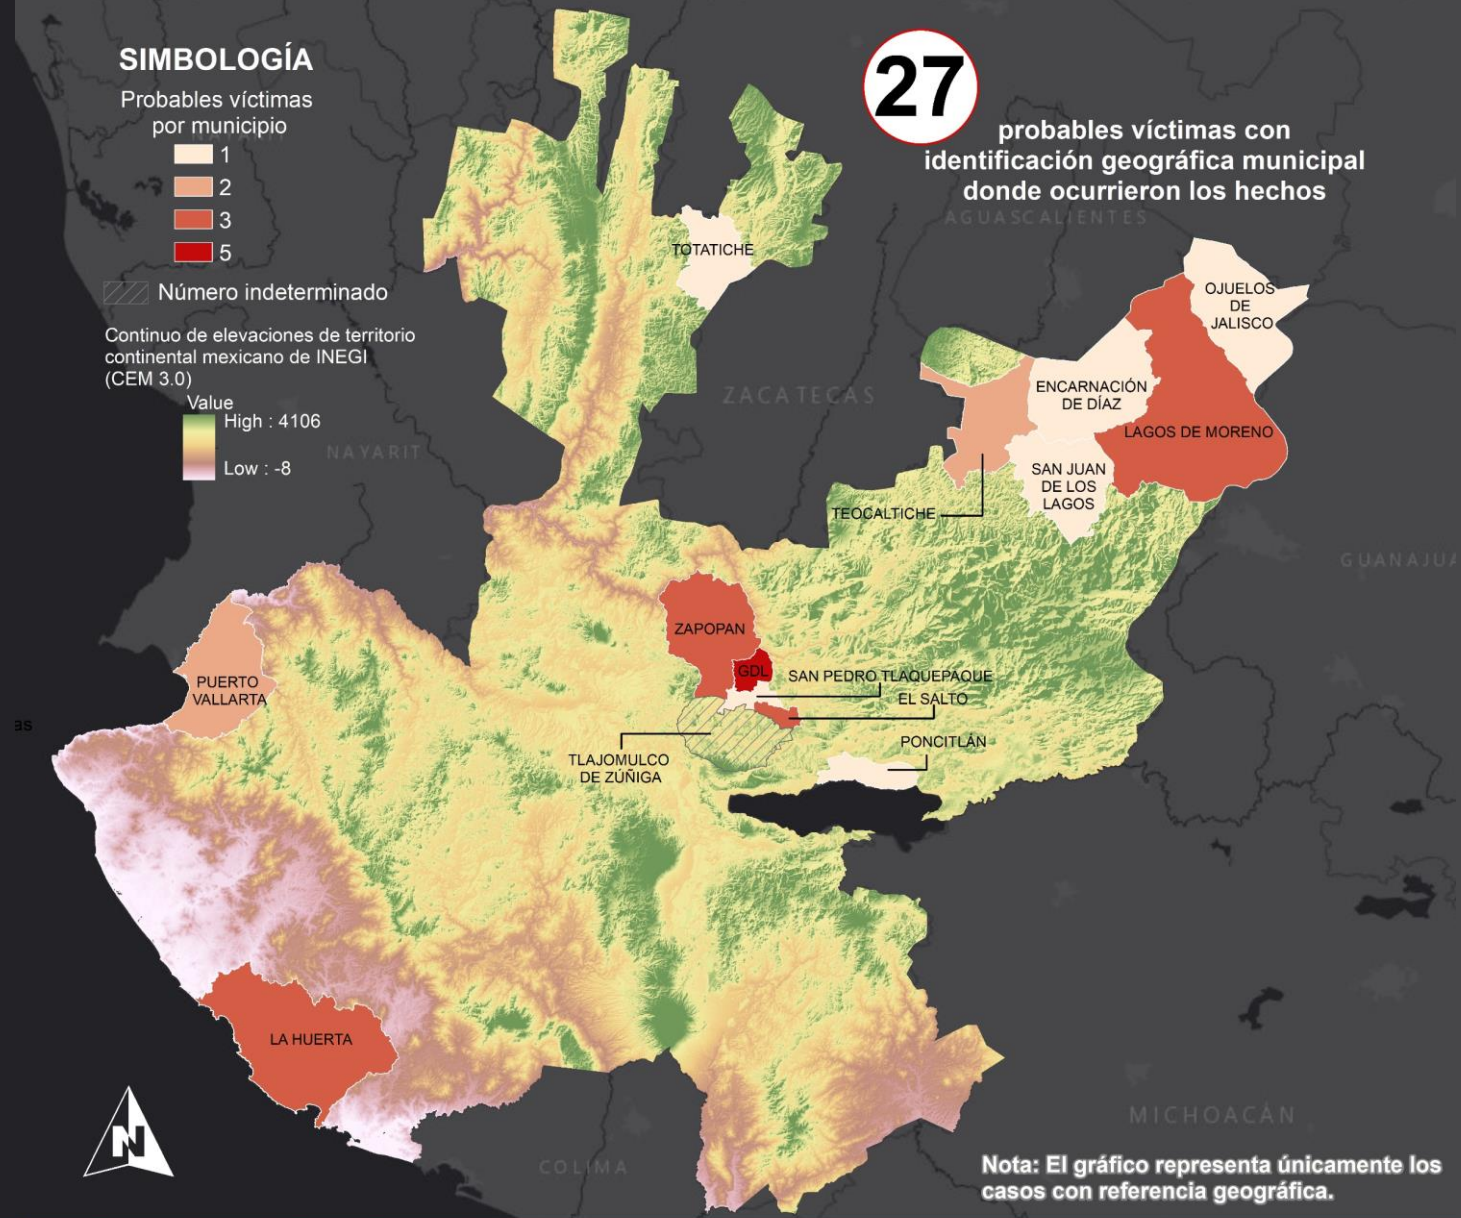 SIMBOLOGÍA
Probables víctimas
por municipio
1
2
3
5
Número indeterminado
Continuo de elevaciones de territorio
continental mexicano de INEGI
(CEM 3.0)
Value
High : 4106
Low : -8
27
probables víctimas con
identificación geográfica municipal
donde ocurrieron los hechos
AGUASCALIENTES
TOTATICHE
OJUELOS
DE
JALISCO
ZACATECAS
ENCARNACIÓN
DE DÍAZ
LAGOS DE MORENO
NAYARIT
SAN JUAN
DE LOS
LAGOS
TEOCALTICHE
GUANAJUA
ZAPOPAN
GDL
SAN PEDRO TLAQUEPAQUE
EL SALTO
PUERTO
VALLARTA
as
PONCITLÁN
TLAJOMULCO
DE ZÚÑIGA
LA HUERTA
N
MICHOACÁN
COLIMA
Nota: El gráfico representa únicamente los
casos con referencia geográfica.